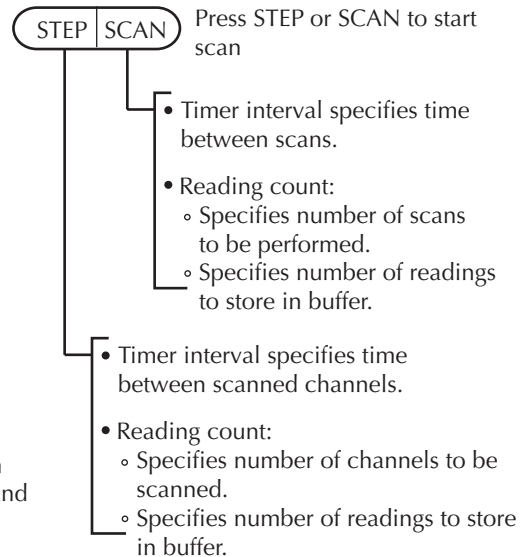 STEP SCAN
Press STEP or SCAN to start
scan
• Timer interval specifies time
between scans.
• Reading count:
∘ Specifies number of scans
to be performed.
∘ Specifies number of readings
to store in buffer.
• Timer interval specifies time
between scanned channels.
• Reading count:
∘ Specifies number of channels to be
scanned.
∘ Specifies number of readings to store
in buffer.